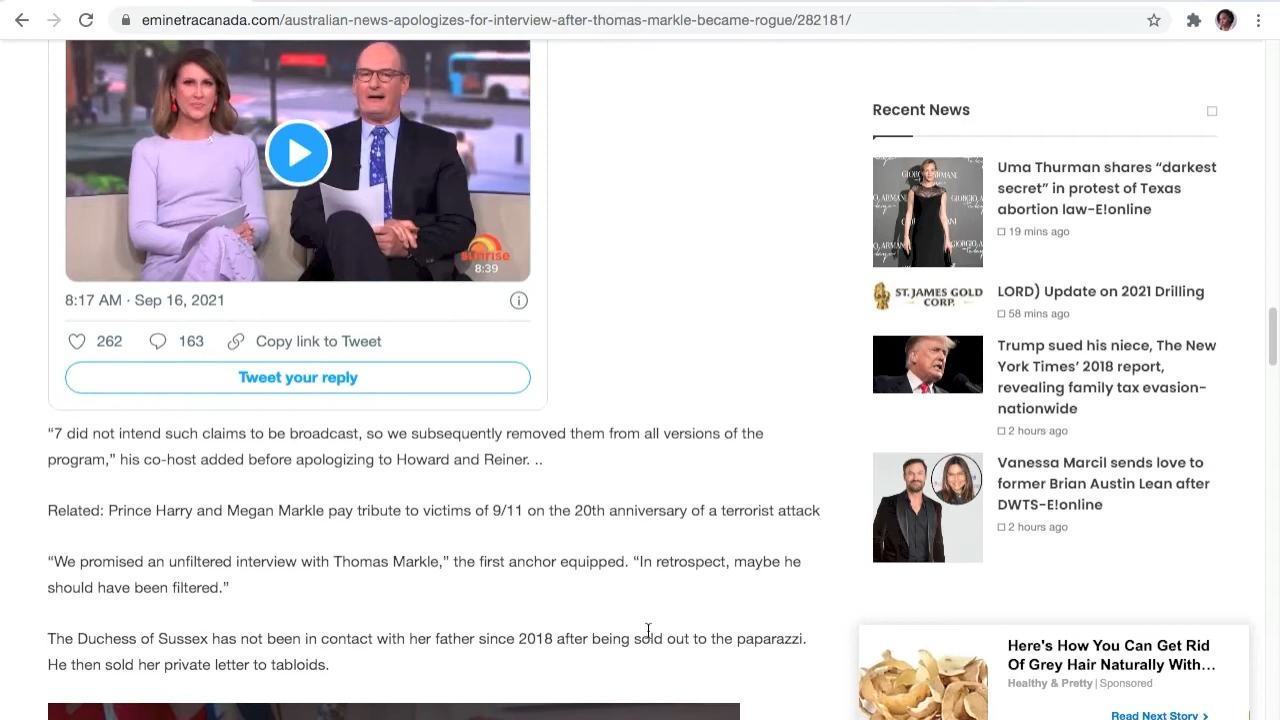 eminetracanada.com/australian-news-apologizes-for-interview-after-thomas-markle-became-rogue/282181/
sunrise
8:39
8:17 AM · Sep 16, 2021
262 163 Copy link to Tweet
Tweet your reply
“7 did not intend such claims to be broadcast, so we subsequently removed them from all versions of the
program,” his co-host added before apologizing to Howard and Reiner. ..
Related: Prince Harry and Megan Markle pay tribute to victims of 9/11 on the 20th anniversary of a terrorist attack
“We promised an unfiltered interview with Thomas Markle,” the first anchor equipped. “In retrospect, maybe he
should have been filtered.”
The Duchess of Sussex has not been in contact with her father since 2018 after being sold out to the paparazzi.
He then sold her private letter to tabloids.
Recent News
GIORGIO ARMANI
Uma Thurman shares “darkest
secret” in protest of Texas
abortion law-E!online
19 mins ago
ST. JAMES GOLD
CORP.
LORD) Update on 2021 Drilling
58 mins ago
Trump sued his niece, The New
York Times’ 2018 report,
revealing family tax evasion-
nationwide
2 hours ago
Vanessa Marcil sends love to
former Brian Austin Lean after
DWTS-E!online
2 hours ago
Here's How You Can Get Rid
Of Grey Hair Naturally With...
Healthy & Pretty | Sponsored
Read Next Story >